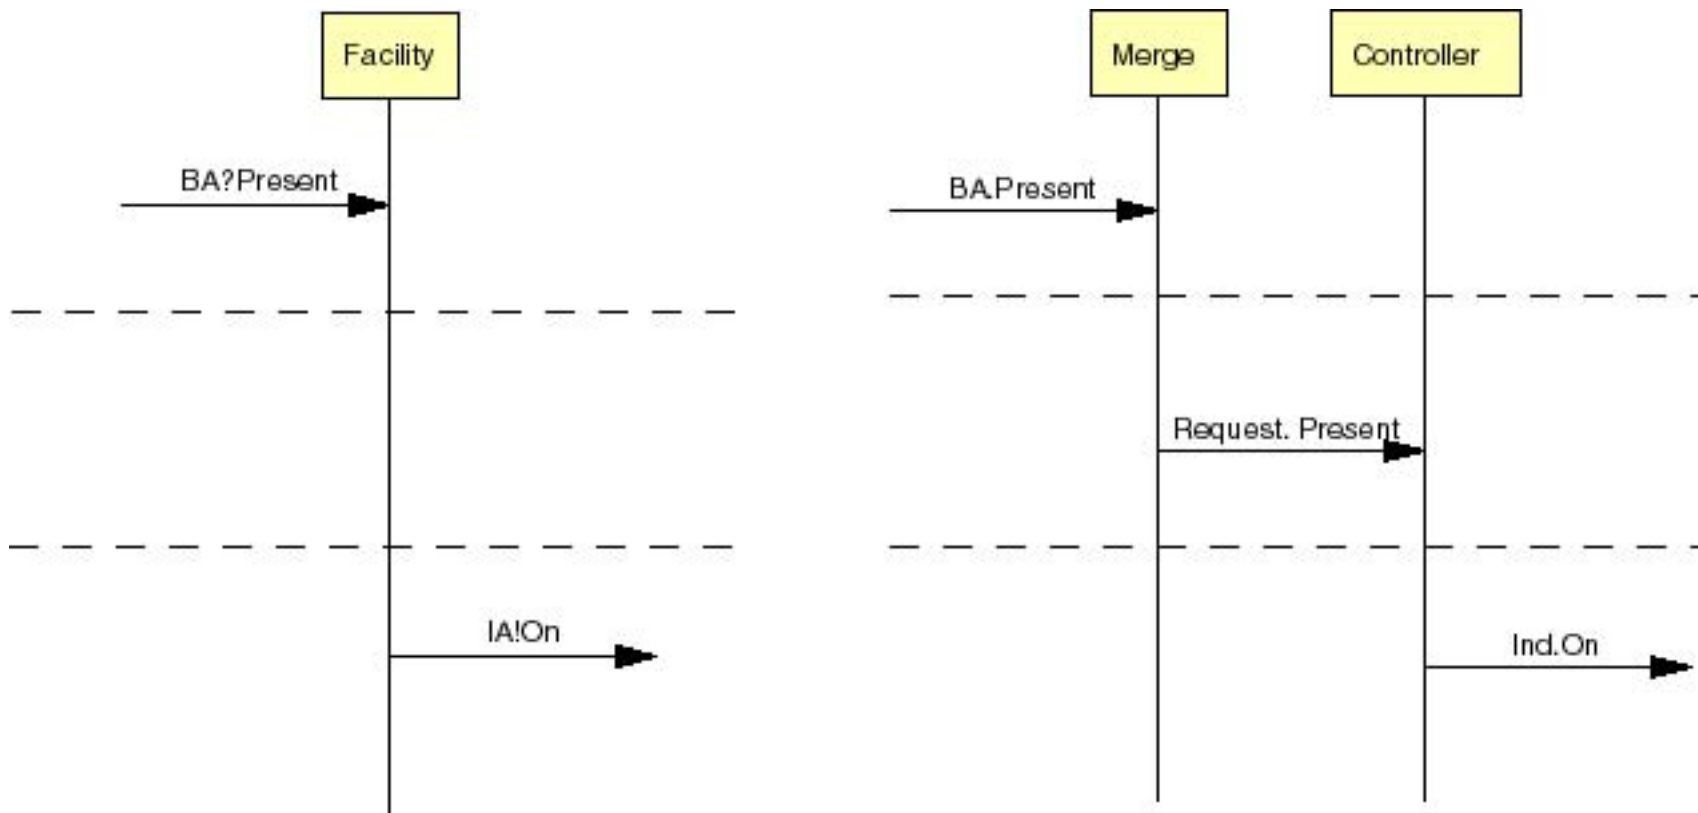 Facility
Merge
Controller
BA?Present
BA.Present
Request. Present
IA!On
Ind.On